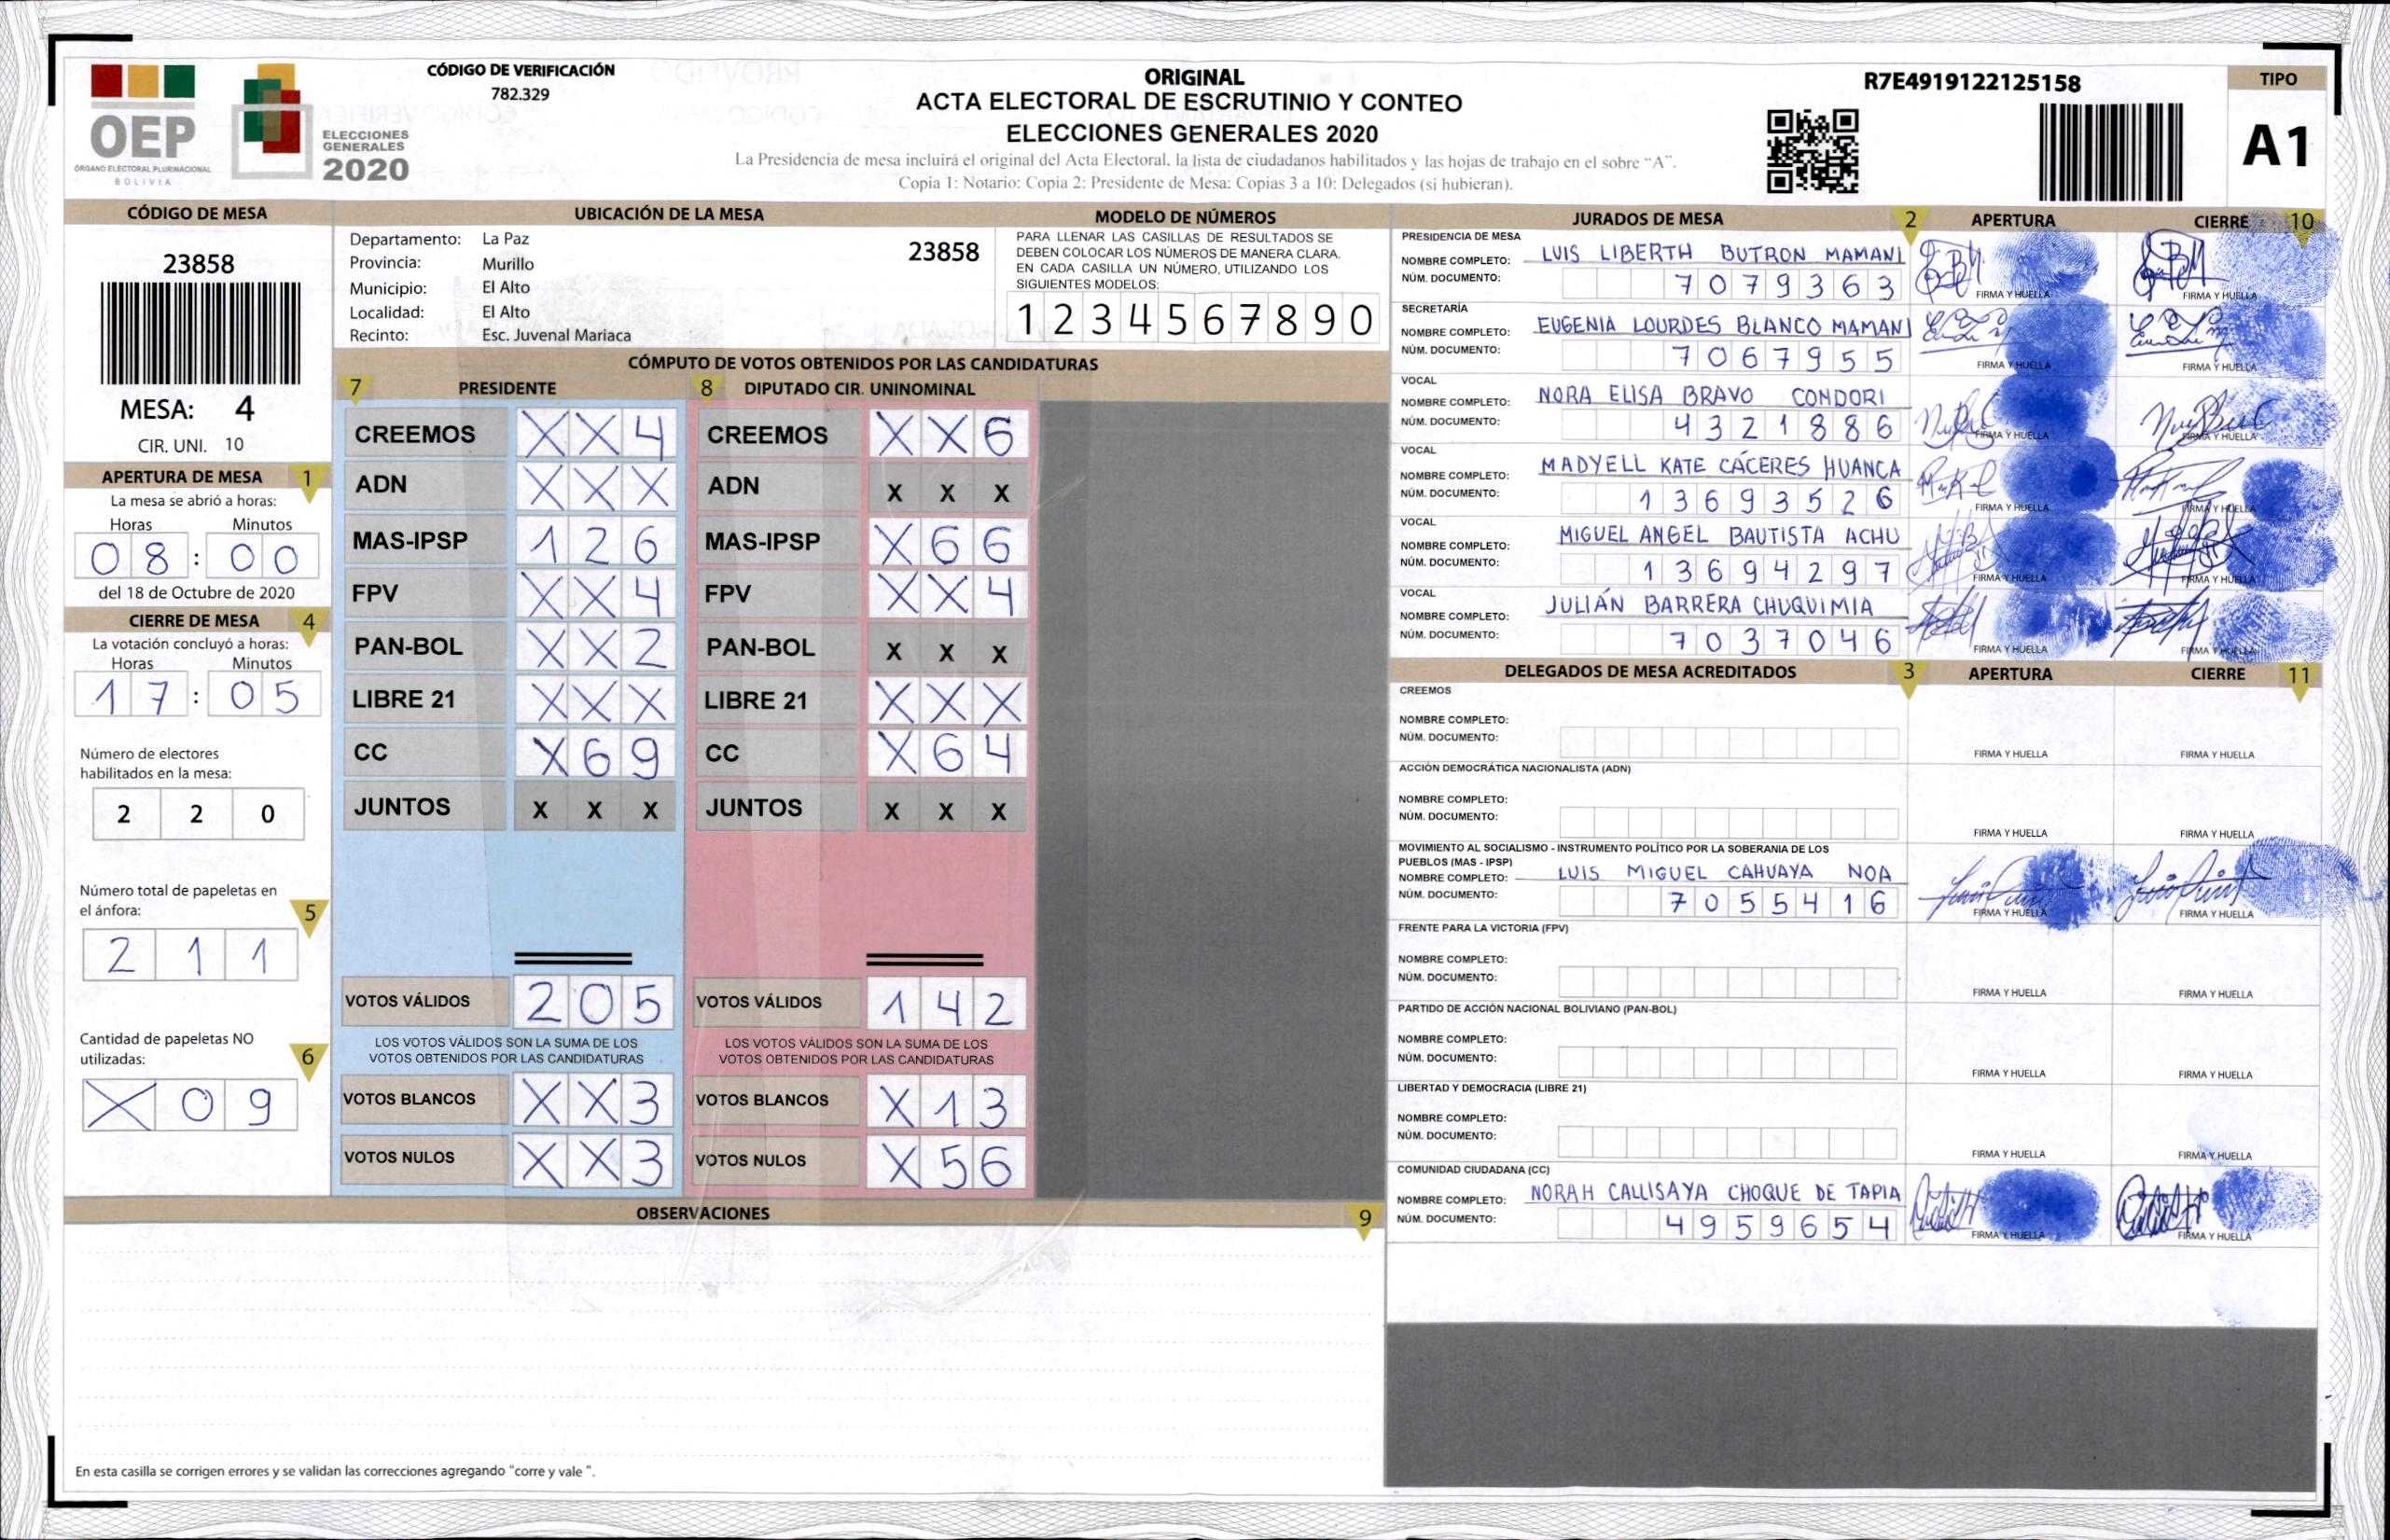 OEP
ÓRGANO ELECTORAL PLURINACIONAL
BOLIVIA
ELECCIONES
GENERALES
2020
CÓDIGO DE VERIFICACIÓN
782.329
ORIGINAL
ACTA ELECTORAL DE ESCRUTINIO Y CONTEO
ELECCIONES GENERALES 2020
La Presidencia de mesa incluirá el original del Acta Electoral, la lista de ciudadanos habilitados y las hojas de trabajo en el sobre "A".
Copia 1: Notario; Copia 2: Presidente de Mesa; Copias 3 a 10: Delegados (si hubieran).
R7E4919122125158
TIPO
A1
CÓDIGO DE MESA
23858
MESA: 4
CIR. UNI. 10
APERTURA DE MESA 1
La mesa se abrió a horas:
Horas Minutos
08 : 00
del 18 de Octubre de 2020
CIERRE DE MESA 4
La votación concluyó a horas:
Horas Minutos
17 : 05
Número de electores
habilitados en la mesa:
2 2 0
Número total de papeletas en
el ánfora: 5
2 1 1
Cantidad de papeletas NO
utilizadas: 6
X 0 9
UBICACIÓN DE LA MESA
Departamento: La Paz 23858
Provincia: Murillo
Municipio: El Alto
Localidad: El Alto
Recinto: Esc. Juvenal Mariaca
MODELO DE NÚMEROS
PARA LLENAR LAS CASILLAS DE RESULTADOS SE
DEBEN COLOCAR LOS NÚMEROS DE MANERA CLARA.
EN CADA CASILLA UN NÚMERO, UTILIZANDO LOS
SIGUIENTES MODELOS:
1 2 3 4 5 6 7 8 9 0
CÓMPUTO DE VOTOS OBTENIDOS POR LAS CANDIDATURAS
7 PRESIDENTE
CREEMOS X X 4
ADN X X X
MAS-IPSP 1 2 6
FPV X X 4
PAN-BOL X X 2
LIBRE 21 X X X
CC X 6 9
JUNTOS X X X
VOTOS VÁLIDOS 2 0 5
LOS VOTOS VÁLIDOS SON LA SUMA DE LOS
VOTOS OBTENIDOS POR LAS CANDIDATURAS
VOTOS BLANCOS X X 3
VOTOS NULOS X X 3
8 DIPUTADO CIR. UNINOMINAL
CREEMOS X X 6
ADN X X X
MAS-IPSP X 6 6
FPV X X 4
PAN-BOL X X X
LIBRE 21 X X X
CC X 6 4
JUNTOS X X X
VOTOS VÁLIDOS 1 4 2
LOS VOTOS VÁLIDOS SON LA SUMA DE LOS
VOTOS OBTENIDOS POR LAS CANDIDATURAS
VOTOS BLANCOS X 1 3
VOTOS NULOS X 5 6
OBSERVACIONES 9
En esta casilla se corrigen errores y se validan las correcciones agregando "corre y vale ".
JURADOS DE MESA 2 APERTURA CIERRE 10
PRESIDENCIA DE MESA
NOMBRE COMPLETO: LUIS LIBERTH BUTRON MAMANI
NÚM. DOCUMENTO: 7079363
FIRMA Y HUELLA FIRMA Y HUELLA
SECRETARÍA
NOMBRE COMPLETO: EUGENIA LOURDES BLANCO MAMANI
NÚM. DOCUMENTO: 7067955
FIRMA Y HUELLA FIRMA Y HUELLA
VOCAL
NOMBRE COMPLETO: NORA ELISA BRAVO CONDORI
NÚM. DOCUMENTO: 4321886
FIRMA Y HUELLA FIRMA Y HUELLA
VOCAL
NOMBRE COMPLETO: MADYELL KATE CÁCERES HUANCA
NÚM. DOCUMENTO: 13693526
FIRMA Y HUELLA FIRMA Y HUELLA
VOCAL
NOMBRE COMPLETO: MIGUEL ANGEL BAUTISTA ACHU
NÚM. DOCUMENTO: 13694297
FIRMA Y HUELLA FIRMA Y HUELLA
VOCAL
NOMBRE COMPLETO: JULIÁN BARRERA CHUQUIMIA
NÚM. DOCUMENTO: 7037046
FIRMA Y HUELLA FIRMA Y HUELLA
DELEGADOS DE MESA ACREDITADOS 3 APERTURA CIERRE 11
CREEMOS
NOMBRE COMPLETO:
NÚM. DOCUMENTO:
FIRMA Y HUELLA FIRMA Y HUELLA
ACCIÓN DEMOCRÁTICA NACIONALISTA (ADN)
NOMBRE COMPLETO:
NÚM. DOCUMENTO:
FIRMA Y HUELLA FIRMA Y HUELLA
MOVIMIENTO AL SOCIALISMO - INSTRUMENTO POLÍTICO POR LA SOBERANIA DE LOS
PUEBLOS (MAS - IPSP)
NOMBRE COMPLETO: LUIS MIGUEL CAHUAYA NOA
NÚM. DOCUMENTO: 7055416
FIRMA Y HUELLA FIRMA Y HUELLA
FRENTE PARA LA VICTORIA (FPV)
NOMBRE COMPLETO:
NÚM. DOCUMENTO:
FIRMA Y HUELLA FIRMA Y HUELLA
PARTIDO DE ACCIÓN NACIONAL BOLIVIANO (PAN-BOL)
NOMBRE COMPLETO:
NÚM. DOCUMENTO:
FIRMA Y HUELLA FIRMA Y HUELLA
LIBERTAD Y DEMOCRACIA (LIBRE 21)
NOMBRE COMPLETO:
NÚM. DOCUMENTO:
FIRMA Y HUELLA FIRMA Y HUELLA
COMUNIDAD CIUDADANA (CC)
NOMBRE COMPLETO: NORAH CALLISAYA CHOQUE DE TAPIA
NÚM. DOCUMENTO: 4959654
FIRMA Y HUELLA FIRMA Y HUELLA